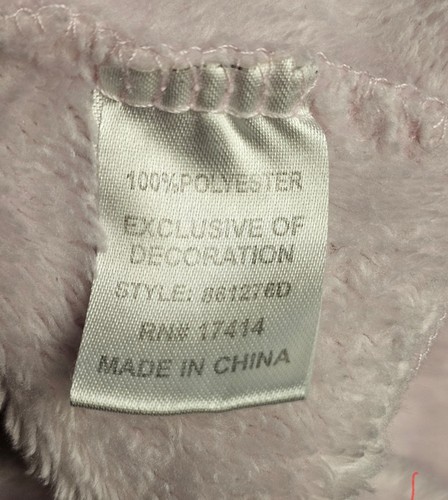 100%POLYESTER
EXCLUSIVE OF
DECORATION
STYLE: 861276D
RN# 17414
MADE IN CHINA